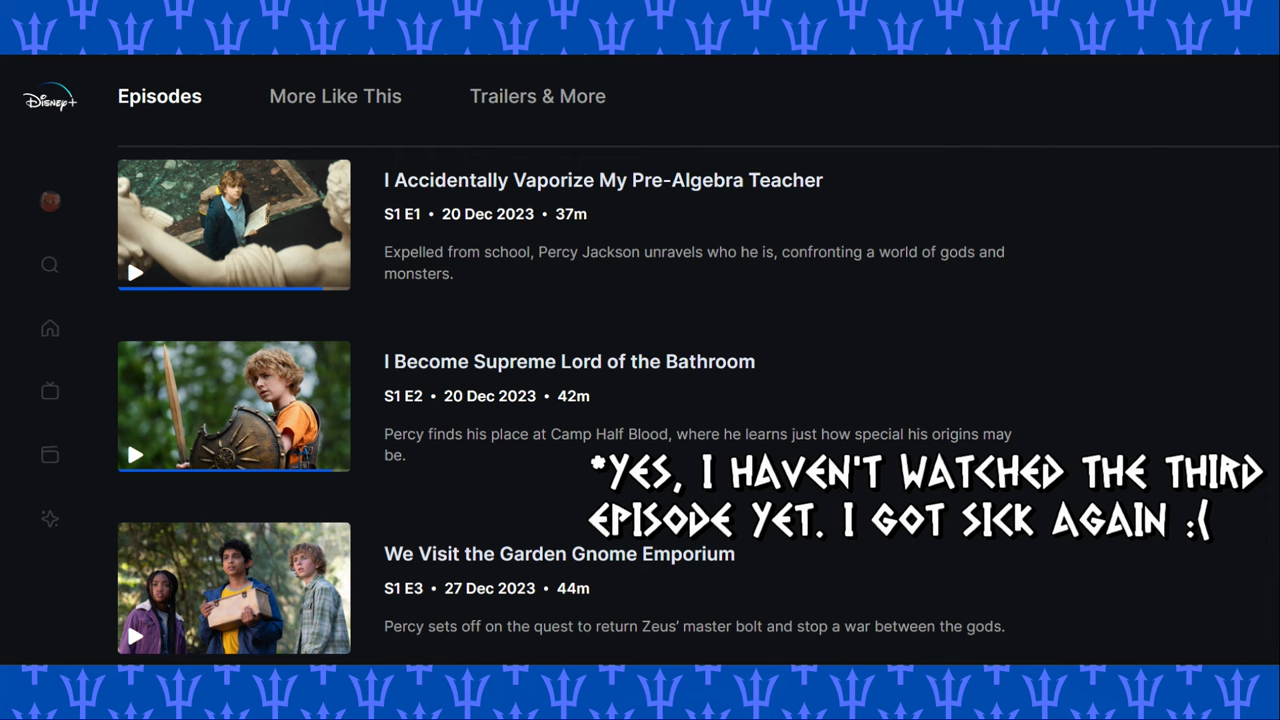 Disney+
Episodes
More Like This
Trailers & More
I Accidentally Vaporize My Pre-Algebra Teacher
S1 E1 • 20 Dec 2023 • 37m
Expelled from school, Percy Jackson unravels who he is, confronting a world of gods and
monsters.
I Become Supreme Lord of the Bathroom
S1 E2 • 20 Dec 2023 • 42m
Percy finds his place at Camp Half Blood, where he learns just how special his origins may
be.
*YES, I HAVEN'T WATCHED THE THIRD
EPISODE YET. I GOT SICK AGAIN :(
We Visit the Garden Gnome Emporium
S1 E3 • 27 Dec 2023 • 44m
Percy sets off on the quest to return Zeus’ master bolt and stop a war between the gods.